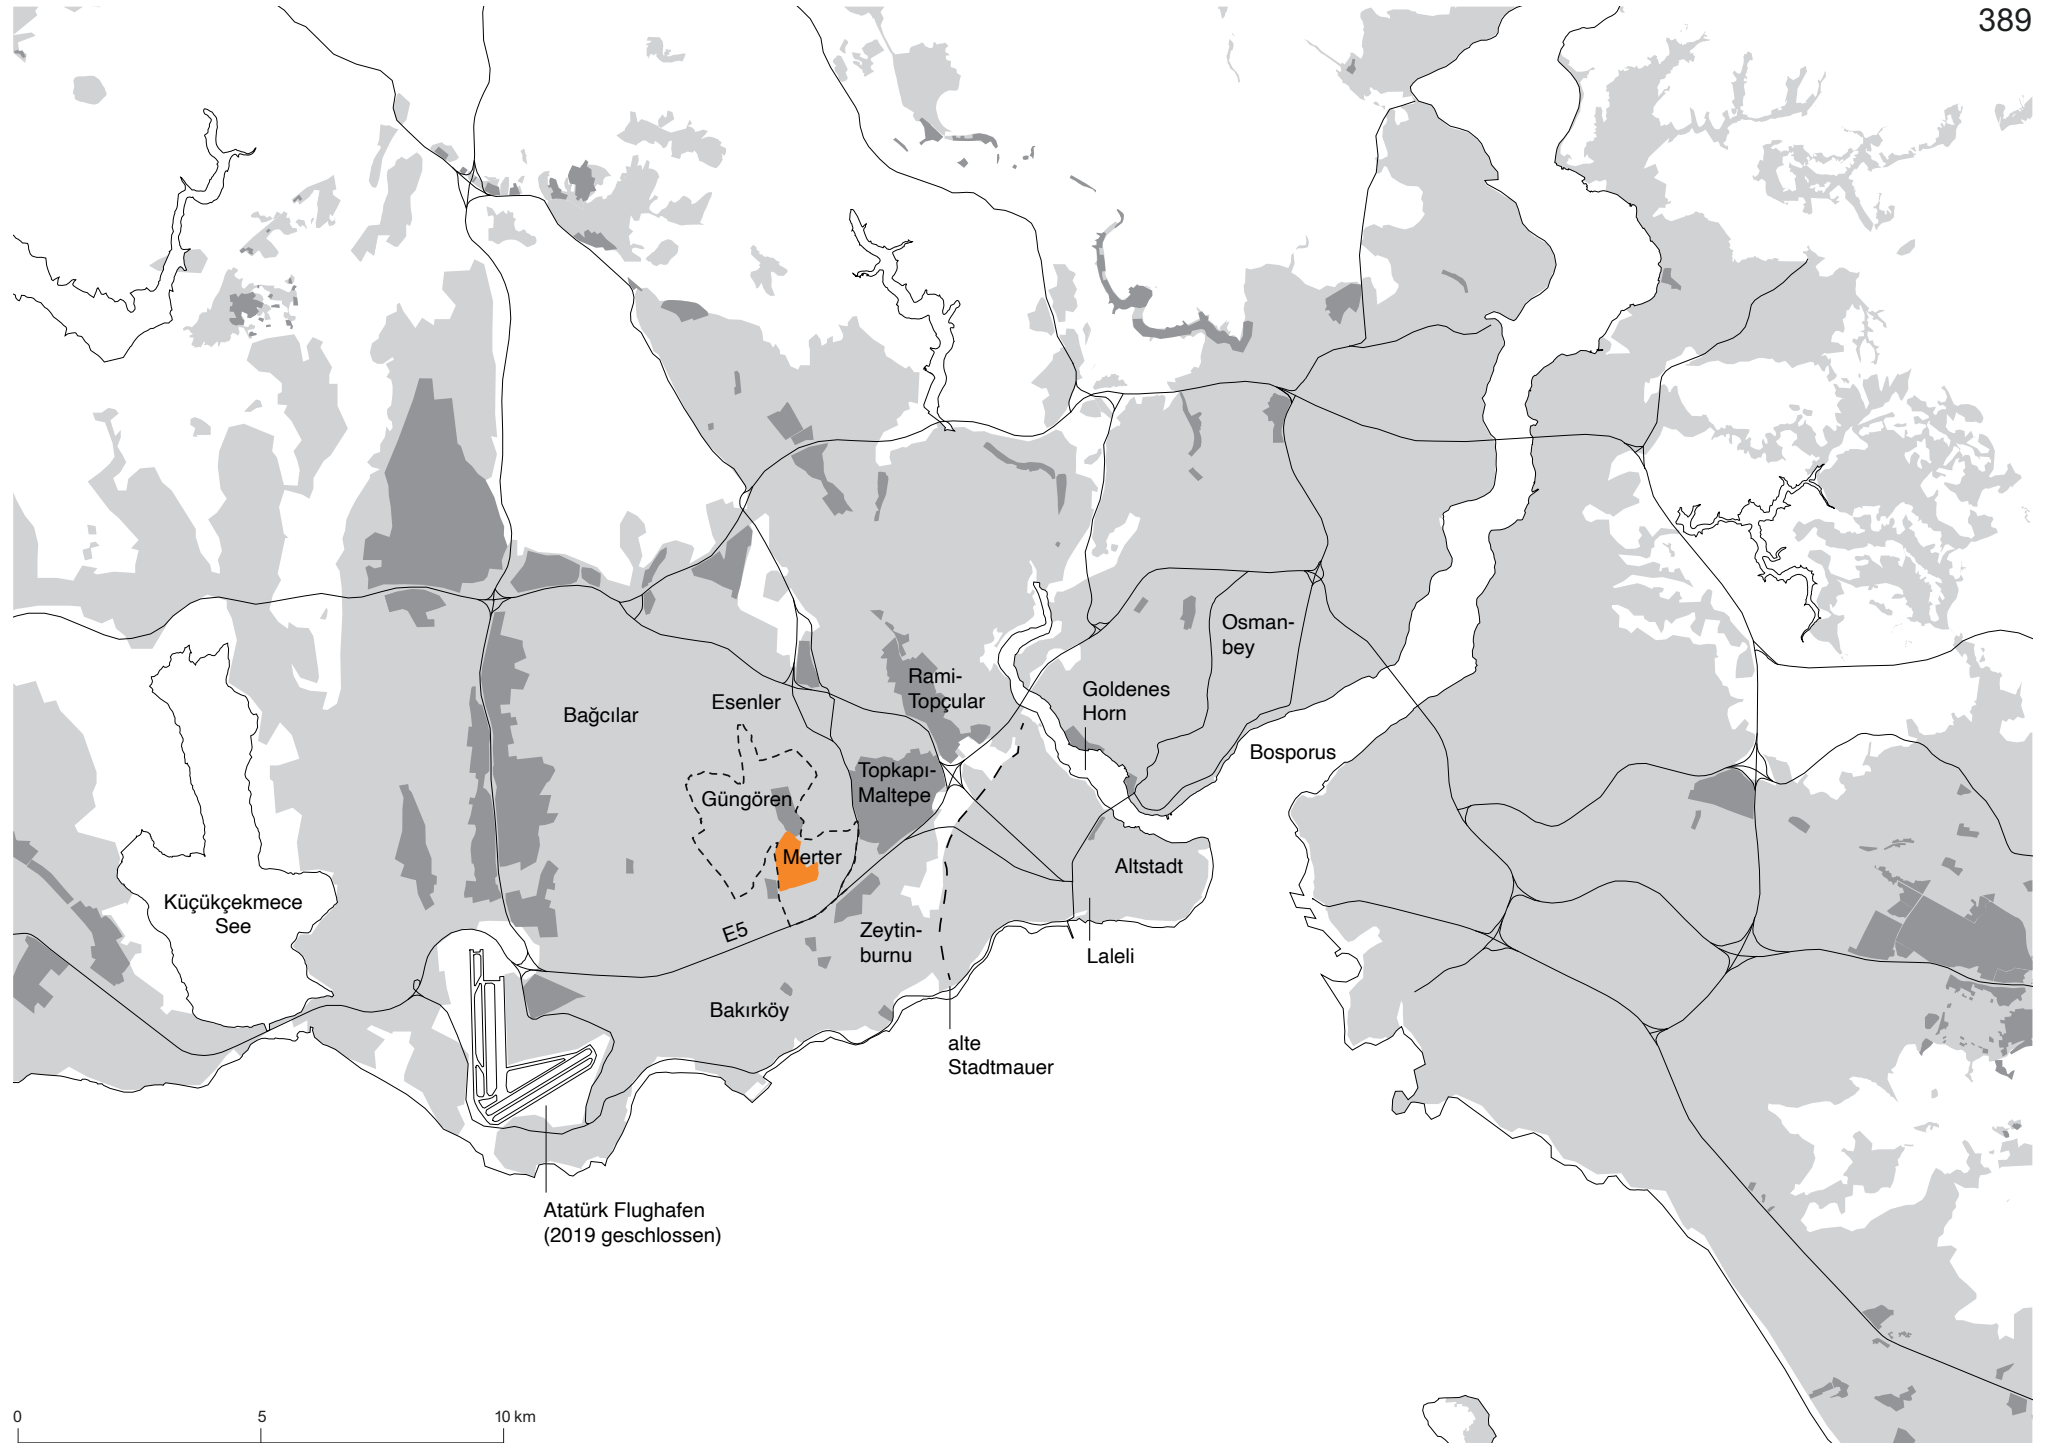 389
Osman-
bey
Rami-
Topçular
Goldenes
Horn
Esenler
Bağcılar
Bosporus
Topkapı-
Maltepe
Güngören
Merter
Altstadt
Küçükçekmece
See
E5
Zeytin-
burnu
Laleli
Bakırköy
alte
Stadtmauer
Atatürk Flughafen
(2019 geschlossen)
0
5
10 km